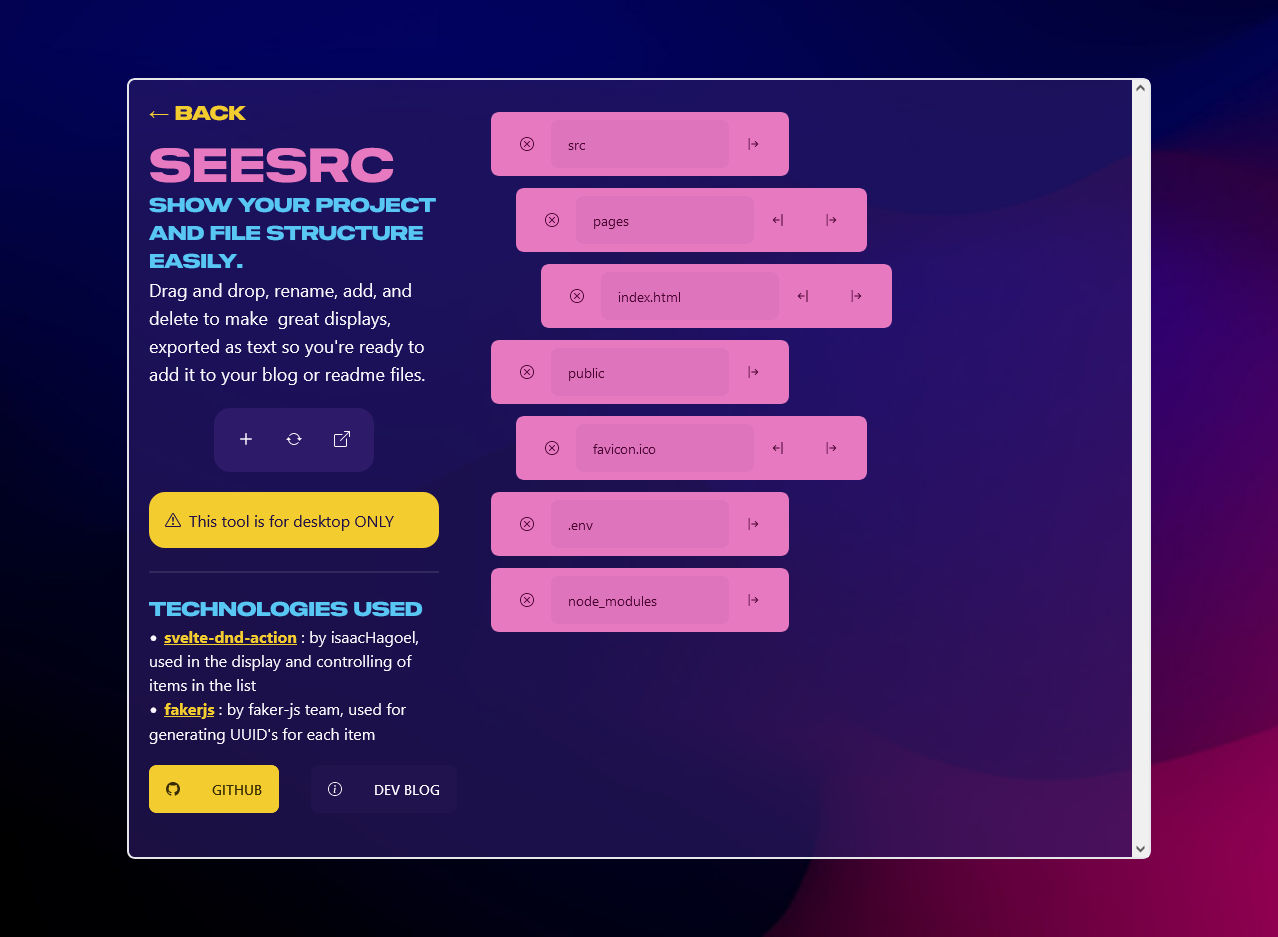 ← BACK
SEESRC
SHOW YOUR PROJECT
AND FILE STRUCTURE
EASILY.
Drag and drop, rename, add, and
delete to make  great displays,
exported as text so you're ready to
add it to your blog or readme files.
This tool is for desktop ONLY
TECHNOLOGIES USED
• svelte-dnd-action : by isaacHagoel,
used in the display and controlling of
items in the list
• fakerjs : by faker-js team, used for
generating UUID's for each item
GITHUB
DEV BLOG
src
pages
index.html
public
favicon.ico
.env
node_modules